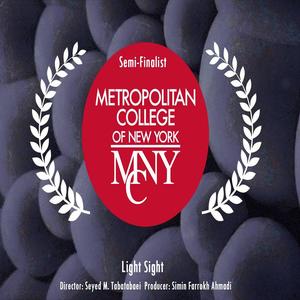 Semi-Finalist
METROPOLITAN
COLLEGE
OF NEW YORK
MCNY
Light Sight
Director: Seyed M. Tabatabaei Producer: Simin Farrokh Ahmadi